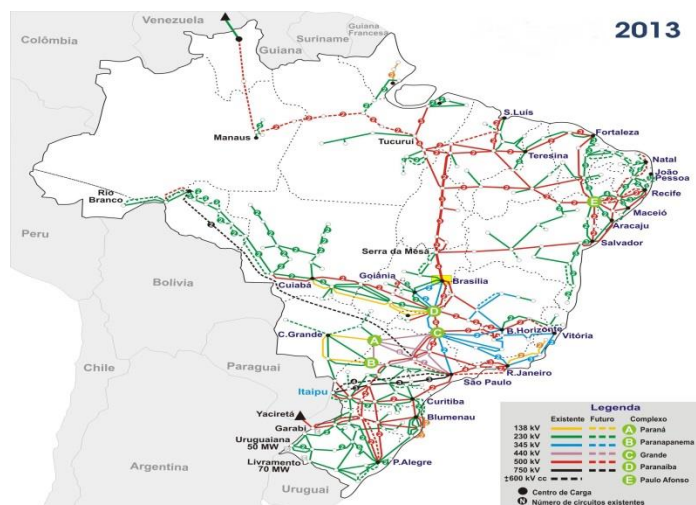 2013
Venezuela
Colômbia
Guiana
Suriname
Guiana
Francesa
Manaus
Tucuruí
S.Luís
Fortaleza
Teresina
Natal
João
Pessoa
Recife
Maceió
Aracaju
Salvador
E
Rio
Branco
Peru
Serra da Mesa
Goiânia
Brasília
Cuiabá
Bolívia
D
C
B.Horizonte
Vitória
C.Grande
A
B
R.Janeiro
São Paulo
Chile
Paraguai
Itaipu
Curitiba
Blumenau
Yaciretã
Garabi
Uruguaiana
50 MW
Livramento
70 MW
P.Alegre
Argentina
Uruguai
Legenda
Existente Futuro Complexo
138 kV A Paraná
230 kV B Paranapanema
345 kV
440 kV C Grande
500 kV D Paranaíba
750 kV
±600 kV cc E Paulo Afonso
Centro de Carga
N Número de circuitos existentes